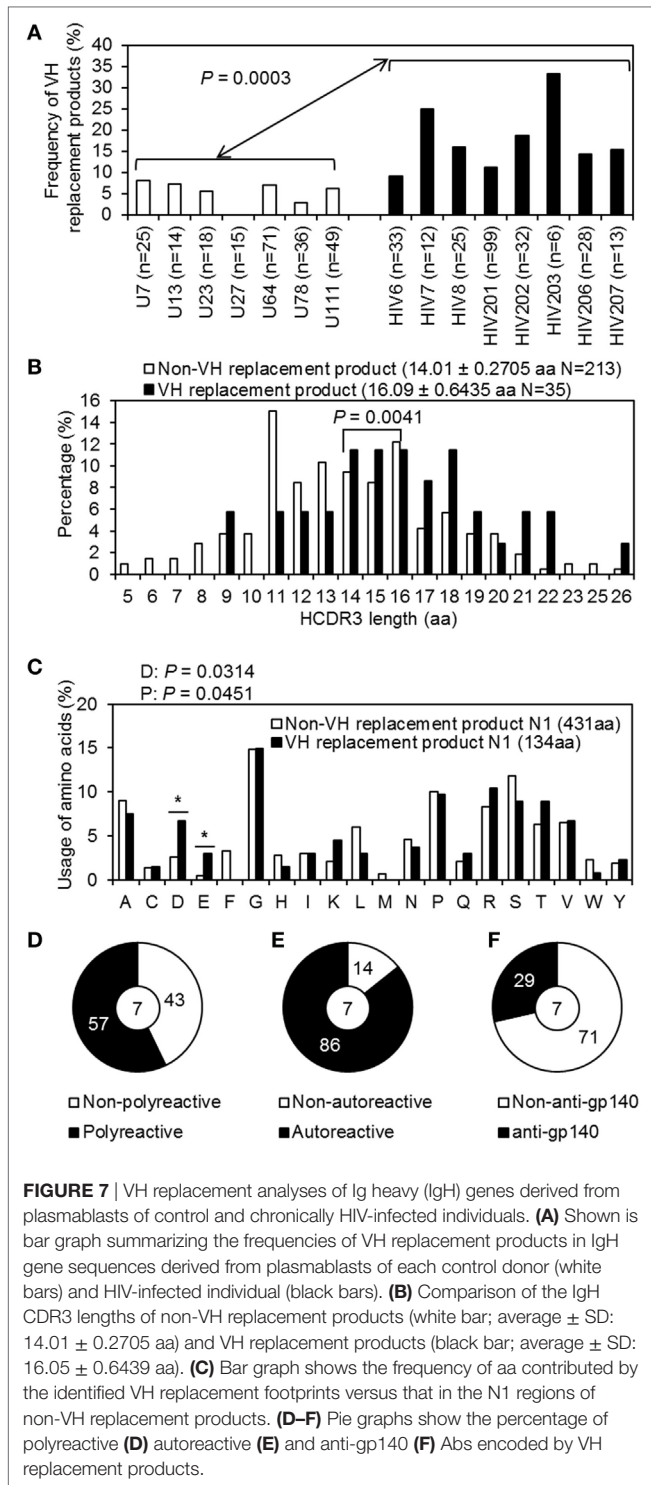 A
Frequency of VH
replacement products (%)
40
35
30
25
20
15
10
5
0
P = 0.0003
U7 (n=25)
U13 (n=14)
U23 (n=18)
U27 (n=15)
U64 (n=71)
U78 (n=36)
U111 (n=49)
HIV6 (n=33)
HIV7 (n=12)
HIV8 (n=25)
HIV201 (n=99)
HIV202 (n=32)
HIV203 (n=6)
HIV206 (n=28)
HIV207 (n=13)
B
Non-VH replacement product (14.01 ± 0.2705 aa N=213)
VH replacement product (16.09 ± 0.6435 aa N=35)
P = 0.0041
Percentage (%)
16
14
12
10
8
6
4
2
0
5 6 7 8 9 10 11 12 13 14 15 16 17 18 19 20 21 22 23 25 26
HCDR3 length (aa)
C
D: P = 0.0314
P: P = 0.0451
Usage of amino acids (%)
20
15
10
5
0
Non-VH replacement product N1 (431aa)
VH replacement product N1 (134aa)
* *
A C D E F G H I K L M N P Q R S T V W Y
D E F
57 7 43
14 7 86
29 7 71
Non-polyreactive Non-autoreactive Non-anti-gp140
Polyreactive Autoreactive anti-gp140
FIGURE 7 | VH replacement analyses of Ig heavy (IgH) genes derived from
plasmablasts of control and chronically HIV-infected individuals. (A) Shown is
bar graph summarizing the frequencies of VH replacement products in IgH
gene sequences derived from plasmablasts of each control donor (white
bars) and HIV-infected individual (black bars). (B) Comparison of the IgH
CDR3 lengths of non-VH replacement products (white bar; average ± SD:
14.01 ± 0.2705 aa) and VH replacement products (black bar; average ± SD:
16.05 ± 0.6439 aa). (C) Bar graph shows the frequency of aa contributed by
the identified VH replacement footprints versus that in the N1 regions of
non-VH replacement products. (D–F) Pie graphs show the percentage of
polyreactive (D) autoreactive (E) and anti-gp140 (F) Abs encoded by VH
replacement products.